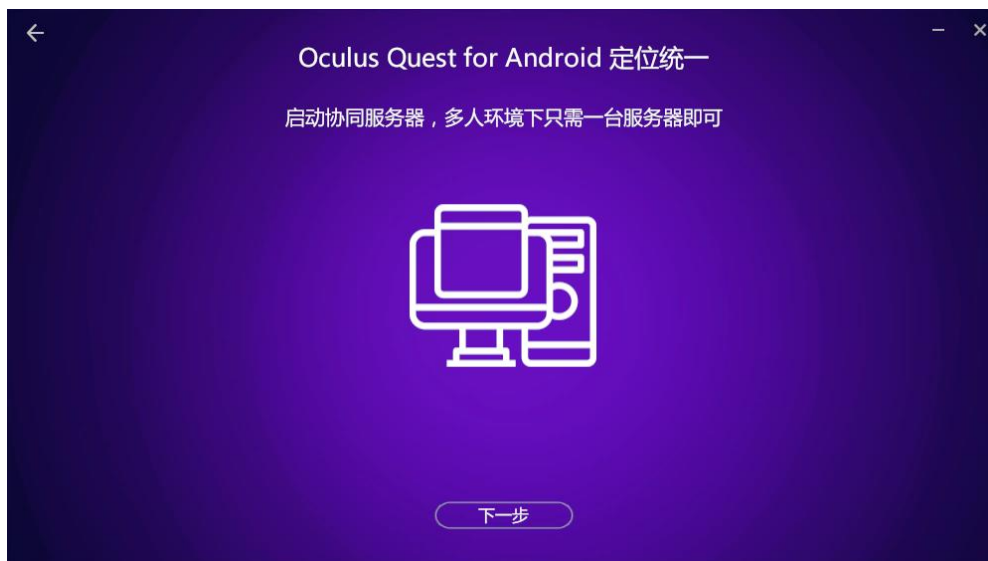 Oculus Quest for Android 定位统一
启动协同服务器，多人环境下只需一台服务器即可
下一步